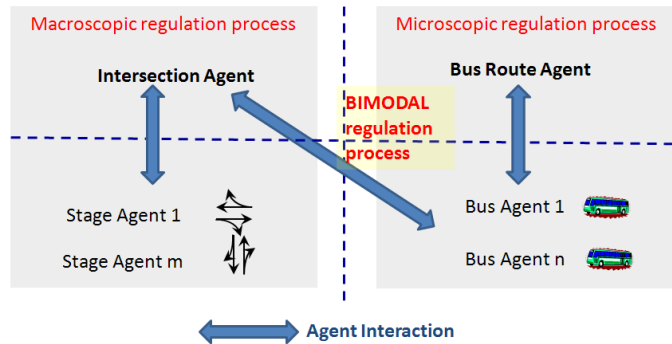 Macroscopic regulation process
Microscopic regulation process
Intersection Agent
Bus Route Agent
BIMODAL
regulation
process
Stage Agent 1
Stage Agent m
Bus Agent 1
Bus Agent n
Agent Interaction